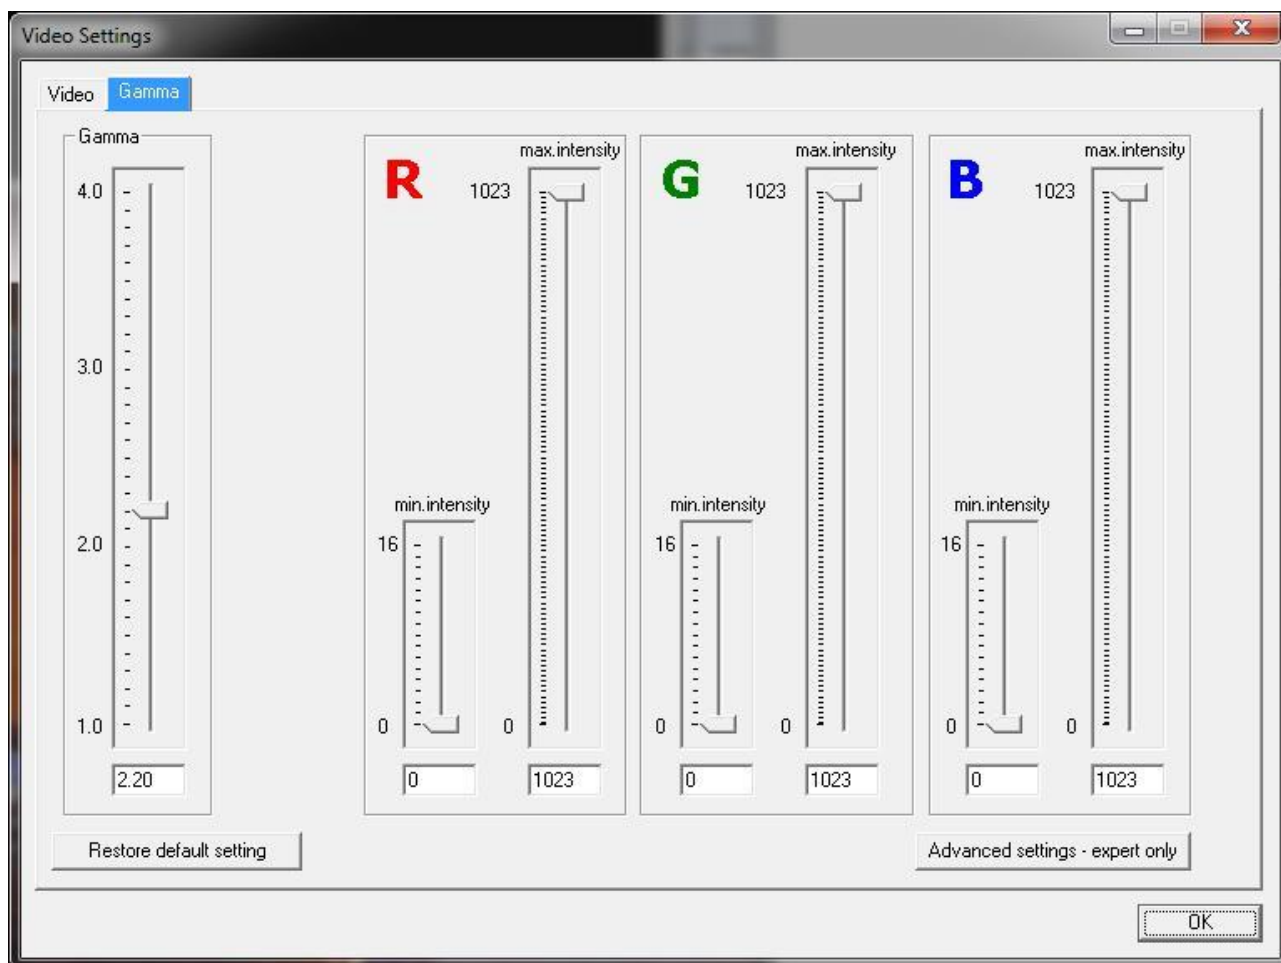 Video Settings
Video Gamma
Gamma
4.0
3.0
2.0
1.0
2.20
R
max.intensity
1023
min.intensity
16
0 0
0 1023
G
max.intensity
1023
min.intensity
16
0 0
0 1023
B
max.intensity
1023
min.intensity
16
0 0
0 1023
Restore default setting
Advanced settings - expert only
OK